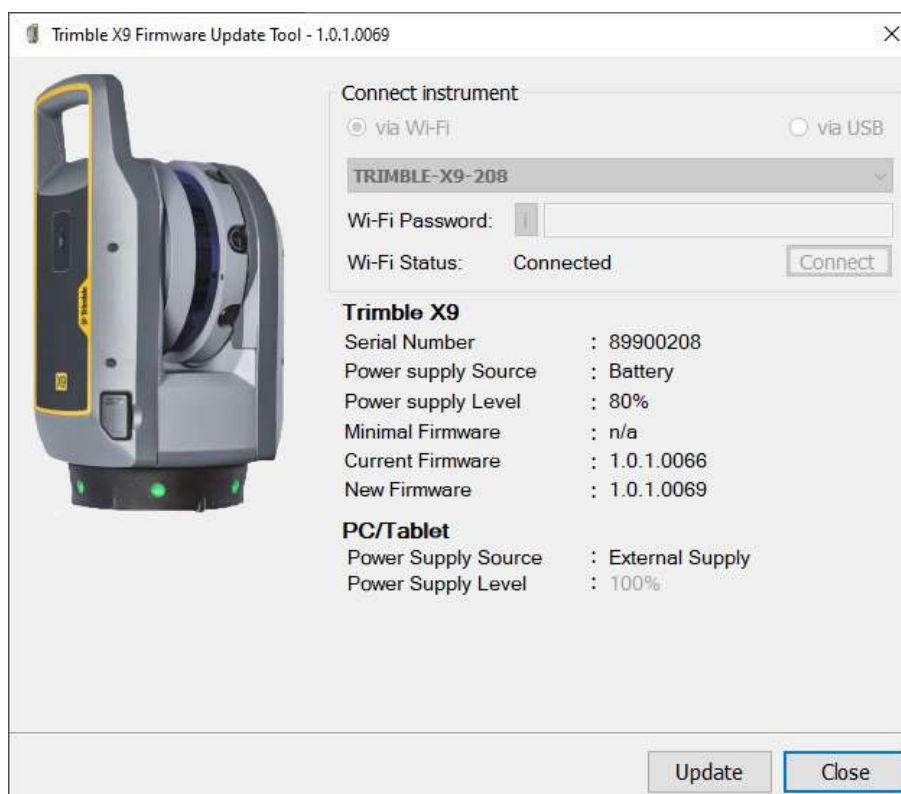 Trimble X9 Firmware Update Tool - 1.0.1.0069
Connect instrument
via Wi-Fi
via USB
TRIMBLE-X9-208
Wi-Fi Password:
i
Wi-Fi Status: Connected
Connect
Trimble X9
Serial Number : 89900208
Power supply Source : Battery
Power supply Level : 80%
Minimal Firmware : n/a
Current Firmware : 1.0.1.0066
New Firmware : 1.0.1.0069
PC/Tablet
Power Supply Source : External Supply
Power Supply Level : 100%
Trimble
X9
Update
Close